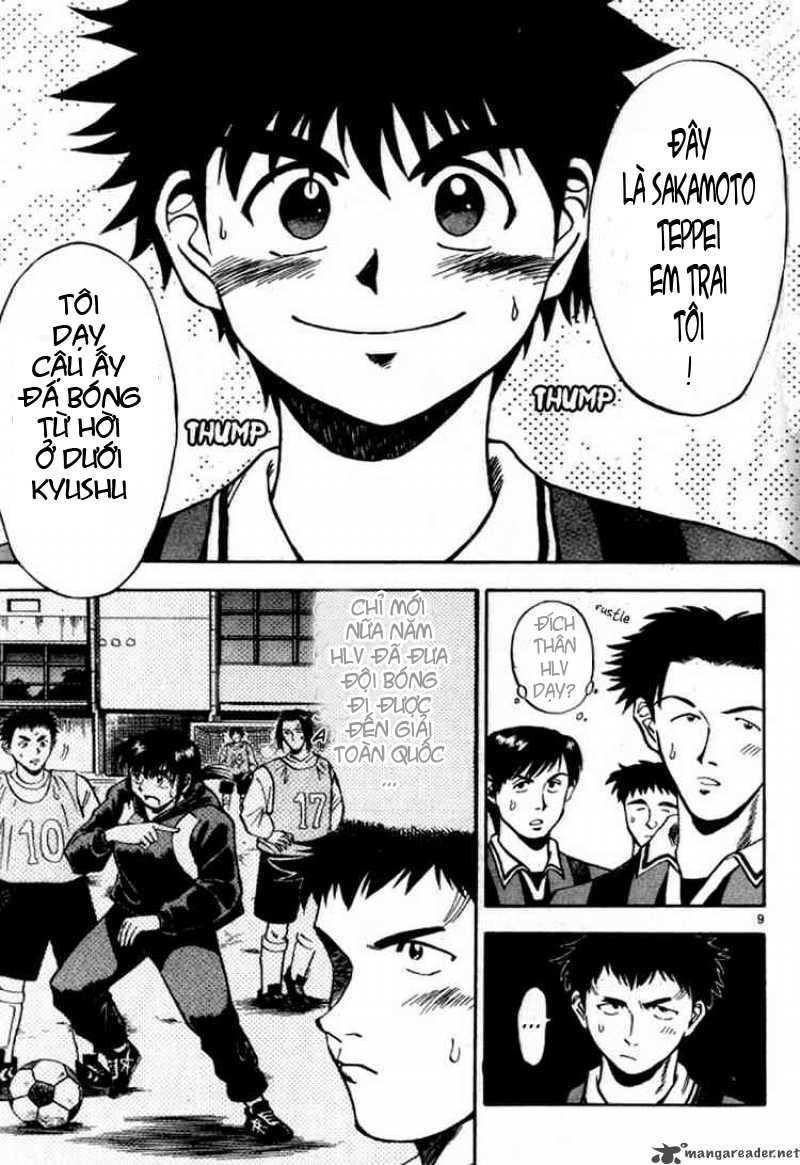 ĐÂY
LÀ SAKAMOTO
TEPPEI
EM TRAI
TÔI
!
TÔI
DẠY
CẬU ẤY
ĐÁ BÓNG
TỪ HỜI
Ở DƯỚI
KYUSHU
THUMP
THUMP
rustle
ĐÍCH
THÂN
HLV
DẠY?
CHỈ MỚI
NỮA NĂM
HLV ĐÃ ĐƯA
ĐỘI BÓNG
ĐI ĐƯỢC
ĐẾN GIẢI
TOÀN QUỐC
...
10
17
9
...
mangareader.net